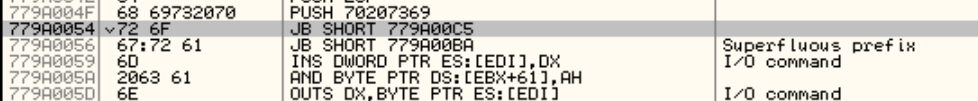 779A004F 68 69732070 PUSH 70207369
779A0054 72 6F JB SHORT 779A00C5
779A0056 67:72 61 JB SHORT 779A00BA Superfluous prefix
779A0059 6D INS DWORD PTR ES:[EDI],DX I/O command
779A005A 2063 61 AND BYTE PTR DS:[EBX+61],AH
779A005D 6E OUTS DX,BYTE PTR ES:[EDI] I/O command